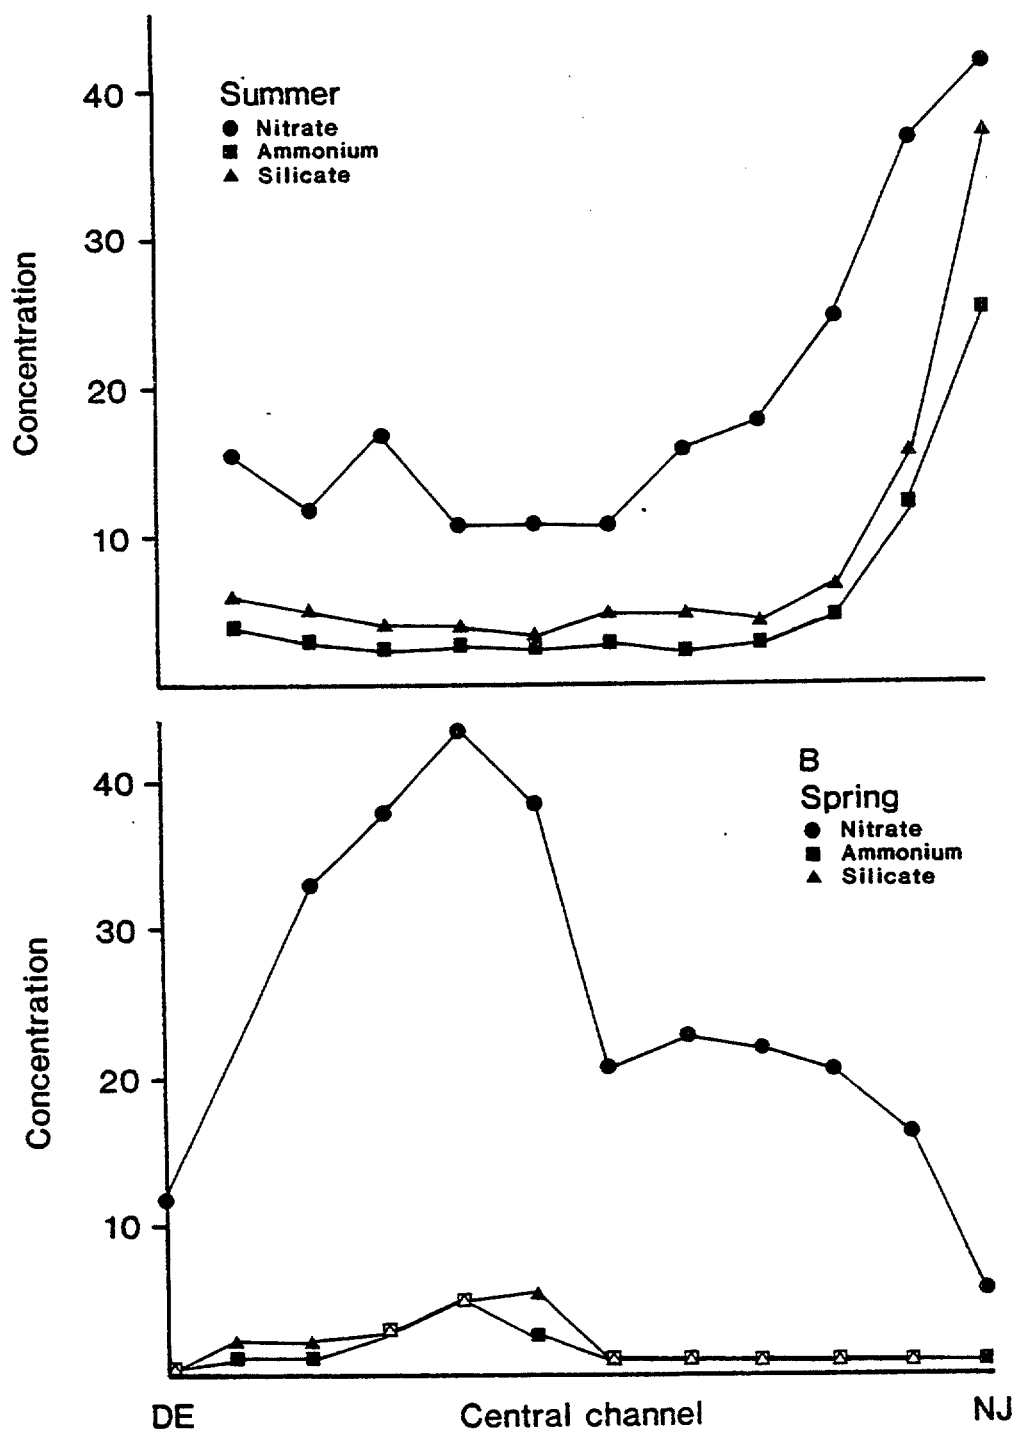 Summer
Nitrate
Ammonium
Silicate
40
30
20
10
Concentration
B
Spring
Nitrate
Ammonium
Silicate
40
30
20
10
Concentration
DE Central channel NJ